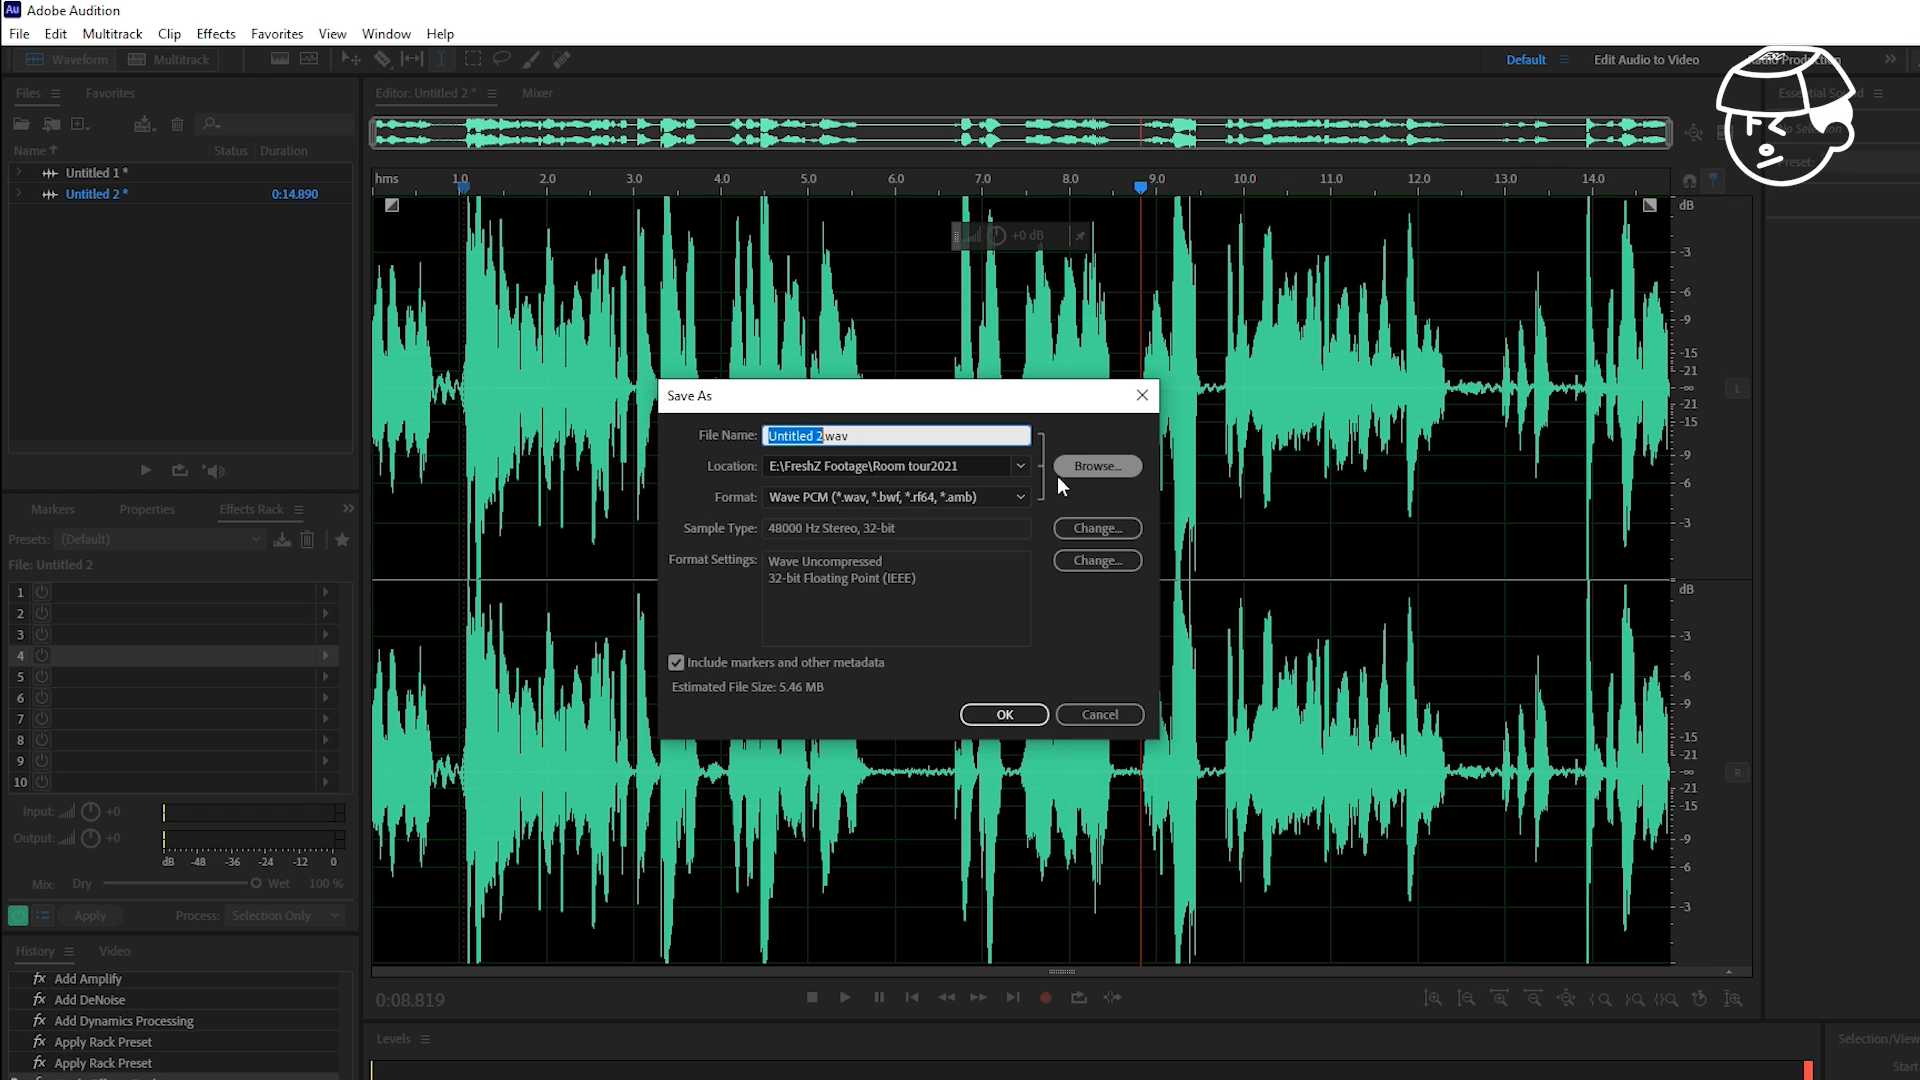 Au Adobe Audition
File Edit Multitrack Clip Effects Favorites View Window Help
Waveform Multitrack
Default Edit Audio to Video
Files Favorites
Name Status Duration
Untitled 1 *
Untitled 2 * 0:14.890
Editor: Untitled 2 * Mixer
hms 1.0 2.0 3.0 4.0 5.0 6.0 7.0 8.0 9.0 10.0 11.0 12.0 13.0 14.0
+0 dB
dB
-3
-6
-9
-15
-21
-∞
-21
-15
-9
-6
-3
L
dB
-3
-6
-9
-15
-21
-∞
-21
-15
-9
-6
-3
R
Save As
File Name: Untitled 2.wav
Location: E:\FreshZ Footage\Room tour2021
Browse...
Format: Wave PCM (*.wav, *.bwf, *.rf64, *.amb)
Sample Type: 48000 Hz Stereo, 32-bit
Change...
Format Settings: Wave Uncompressed
32-bit Floating Point (IEEE)
Change...
Include markers and other metadata
Estimated File Size: 5.46 MB
OK Cancel
Markers Properties Effects Rack
Presets: (Default)
File: Untitled 2
1
2
3
4
5
6
7
8
9
10
Input: +0
Output: +0
dB -48 -36 -24 -12 0
Mix: Dry Wet 100 %
Apply Process: Selection Only
History Video
fx Add Amplify
fx Add DeNoise
fx Add Dynamics Processing
fx Apply Rack Preset
fx Apply Rack Preset
0:08.819
Levels
Selection/View
Start